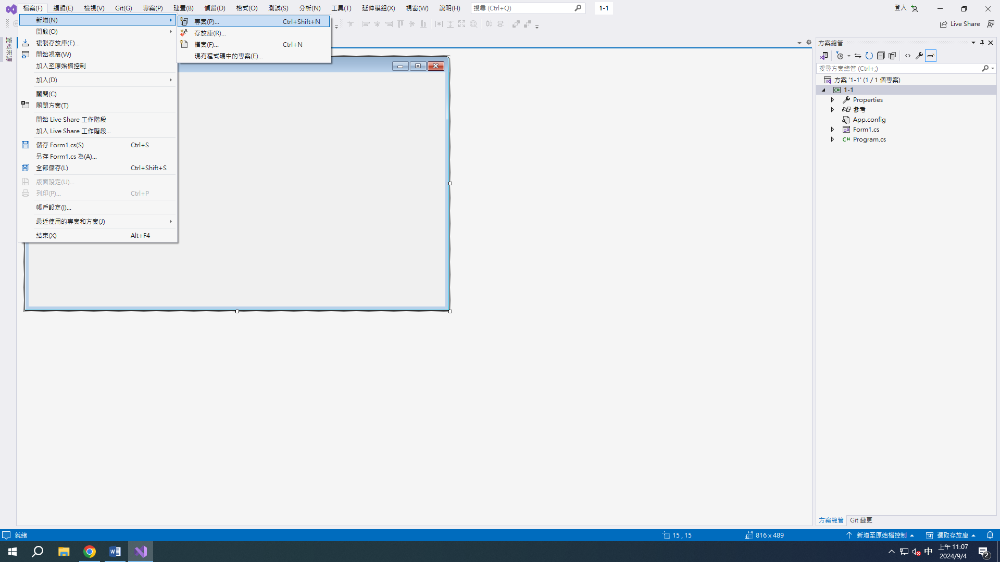 檔案(F) 編輯(E) 檢視(V) Git(G) 專案(P) 建置(B) 偵錯(D) 格式(O) 測試(S) 分析(N) 工具(T) 延伸模組(X) 視窗(W) 說明(H) 搜尋 (Ctrl+Q) 1-1 登入
新增(N)
開啟(O)
複製存放庫(E)...
開始視窗(W)
加入至原始檔控制
加入(D)
關閉(C)
關閉方案(T)
開始 Live Share 工作階段
加入 Live Share 工作階段...
儲存 Form1.cs(S) Ctrl+S
另存 Form1.cs 為(A)...
全部儲存(L) Ctrl+Shift+S
版面設定(U)...
列印(P)... Ctrl+P
帳戶設定(I)...
最近使用的專案和方案(J)
結束(X) Alt+F4
專案(P)... Ctrl+Shift+N
存放庫(R)...
檔案(F)... Ctrl+N
現有程式碼中的專案(E)...
資料來源
Live Share
方案總管
搜尋方案總管 (Ctrl+;)
方案 '1-1' (1 / 1 個專案)
C# 1-1
Properties
參考
App.config
Form1.cs
C# Program.cs
方案總管 Git 變更
就緒 15 , 15 816 x 489 新增至原始檔控制 選取存放庫
中 上午 11:07
2024/9/4 2